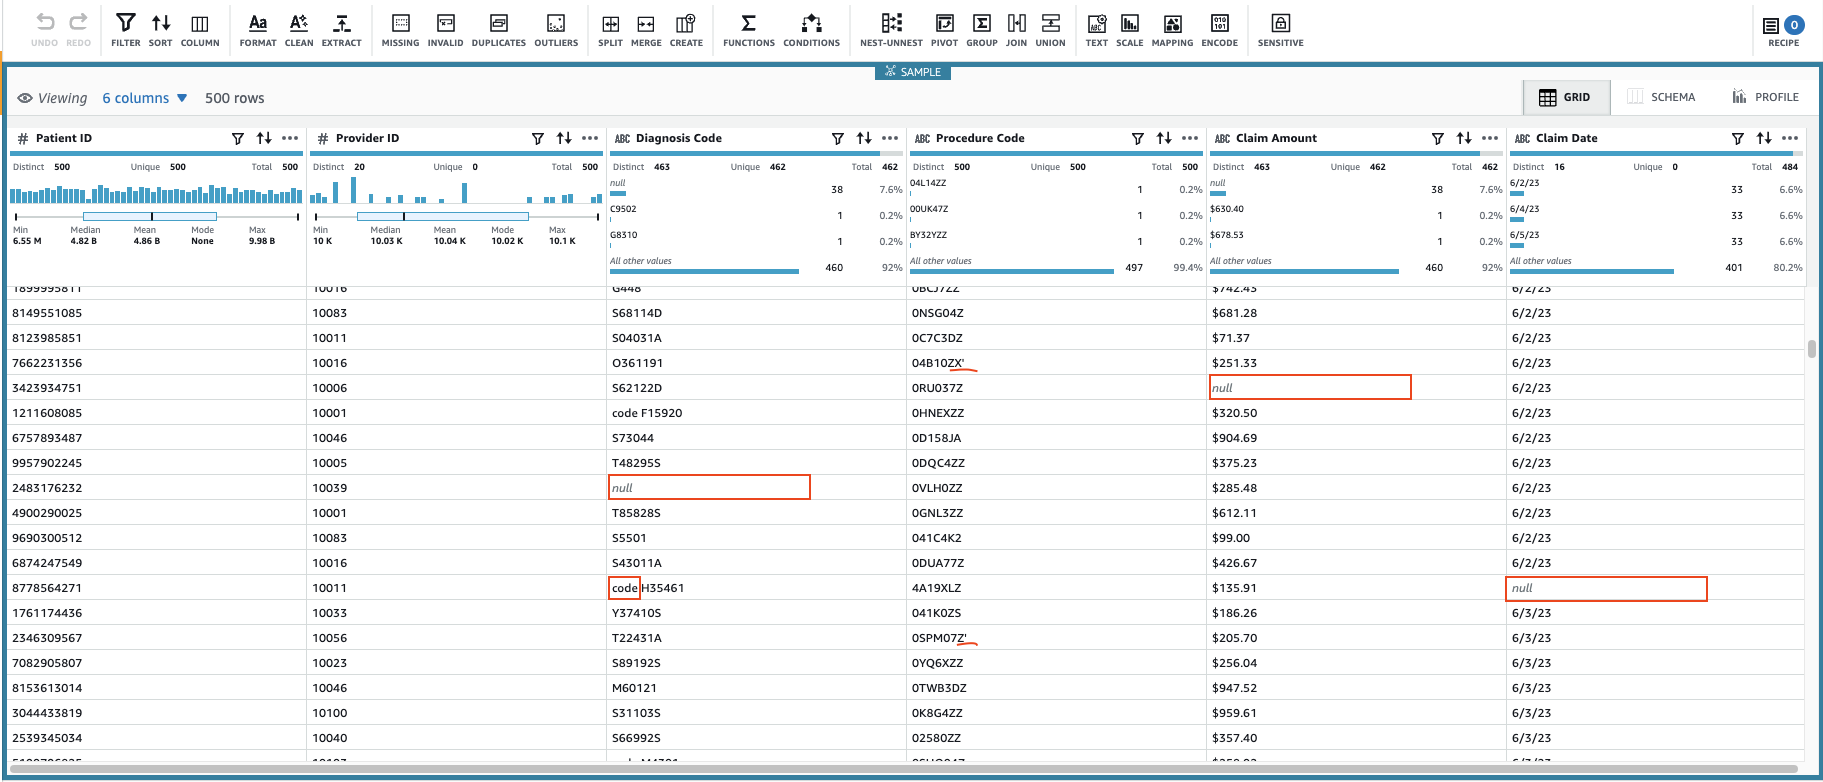 UNDO REDO FILTER SORT COLUMN FORMAT CLEAN EXTRACT MISSING INVALID DUPLICATES OUTLIERS SPLIT MERGE CREATE FUNCTIONS CONDITIONS NEST-UNNEST PIVOT GROUP JOIN UNION TEXT SCALE MAPPING ENCODE SENSITIVE 0 RECIPE
SAMPLE
Viewing 6 columns 500 rows GRID SCHEMA PROFILE
# Patient ID # Provider ID ABC Diagnosis Code ABC Procedure Code ABC Claim Amount ABC Claim Date
Distinct 500 Unique 500 Total 500 Distinct 20 Unique 0 Total 500 Distinct 463 Unique 462 Total 462 Distinct 500 Unique 500 Total 500 Distinct 463 Unique 462 Total 462 Distinct 16 Unique 0 Total 484
null 38 7.6% 04L14ZZ 1 0.2% null 38 7.6% 6/2/23 33 6.6%
C9502 1 0.2% 00UK47Z 1 0.2% $630.40 1 0.2% 6/4/23 33 6.6%
Min Median Mean Mode Max Min Median Mean Mode Max G8310 1 0.2% BY32YZZ 1 0.2% $678.53 1 0.2% 6/5/23 33 6.6%
6.55 M 4.82 B 4.86 B None 9.98 B 10 K 10.03 K 10.04 K 10.02 K 10.1 K
All other values 460 92% All other values 497 99.4% All other values 460 92% All other values 401 80.2%
1899995811 10016 G448 0BCJ7ZZ $742.43 6/2/23
8149551085 10083 S68114D 0NSG04Z $681.28 6/2/23
8123985851 10011 S04031A 0C7C3DZ $71.37 6/2/23
7662231356 10016 O361191 04B10ZX' $251.33 6/2/23
3423934751 10006 S62122D 0RU037Z null 6/2/23
1211608085 10001 code F15920 0HNEXZZ $320.50 6/2/23
6757893487 10046 S73044 0D158JA $904.69 6/2/23
9957902245 10005 T48295S 0DQC4ZZ $375.23 6/2/23
2483176232 10039 null 0VLH0ZZ $285.48 6/2/23
4900290025 10001 T85828S 0GNL3ZZ $612.11 6/2/23
9690300512 10083 S5501 041C4K2 $99.00 6/2/23
6874247549 10016 S43011A 0DUA77Z $426.67 6/2/23
8778564271 10011 code H35461 4A19XLZ $135.91 null
1761174436 10033 Y37410S 041K0ZS $186.26 6/3/23
2346309567 10056 T22431A 0SPM07Z' $205.70 6/3/23
7082905807 10023 S89192S 0YQ6XZZ $256.04 6/3/23
8153613014 10046 M60121 0TWB3DZ $947.52 6/3/23
3044433819 10100 S31103S 0K8G4ZZ $959.61 6/3/23
2539345034 10040 S66992S 02580ZZ $357.40 6/3/23